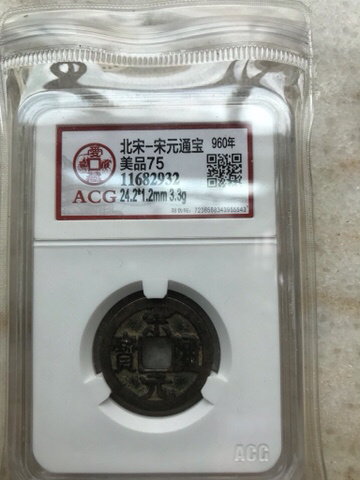 北宋-宋元通宝 960年
美品75
11682932
ACG 24.2*1.2mm 3.3g
宋
寶 通
元
ACG